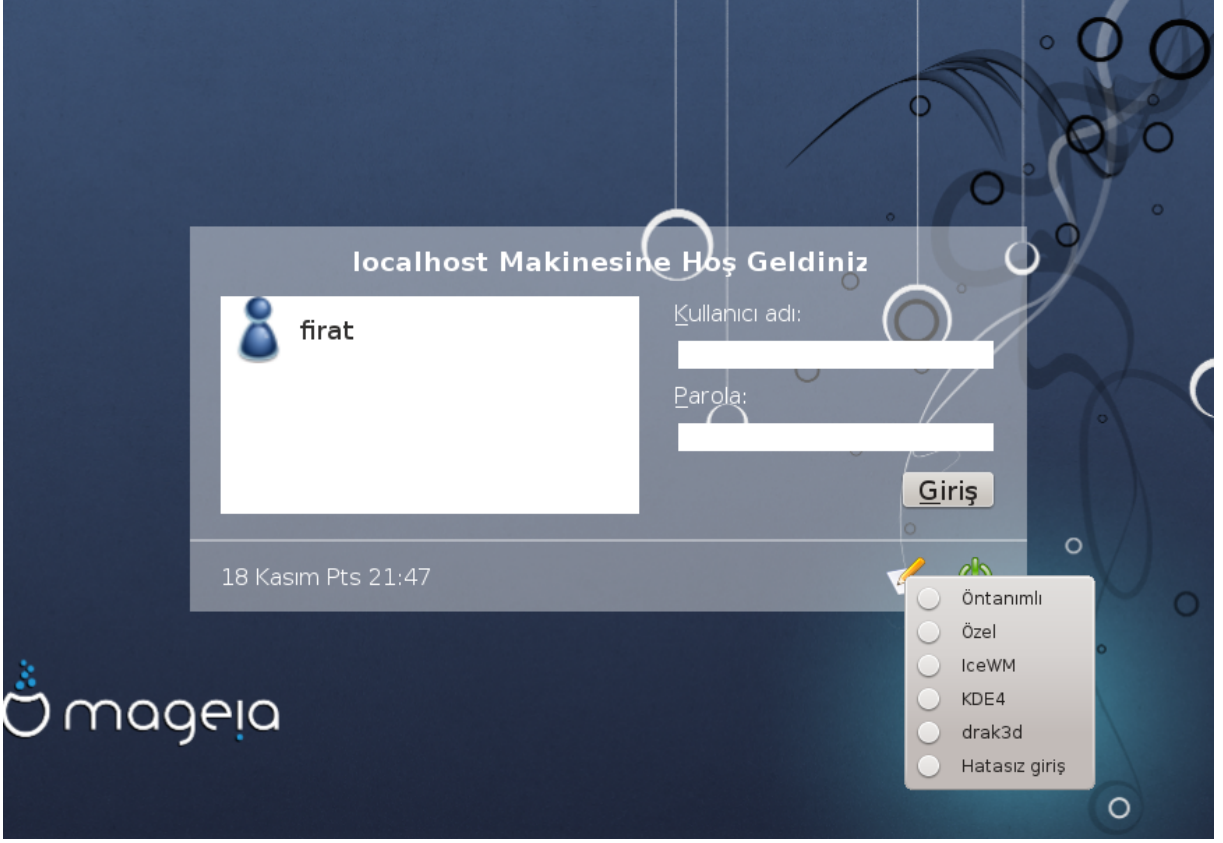 localhost Makinesine Hoş Geldiniz
firat
Kullanıcı adı:
Parola:
Giriş
18 Kasım Pts 21:47
Öntanımlı
Özel
IceWM
KDE4
drak3d
Hatasız giriş
mageia